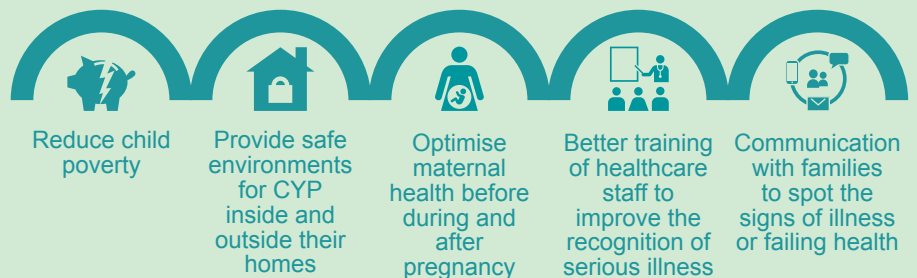 Reduce child
poverty
Provide safe
environments
for CYP
inside and
outside their
homes
Optimise
maternal
health before
during and
after
pregnancy
Better training
of healthcare
staff to
improve the
recognition of
serious illness
Communication
with families
to spot the
signs of illness
or failing health